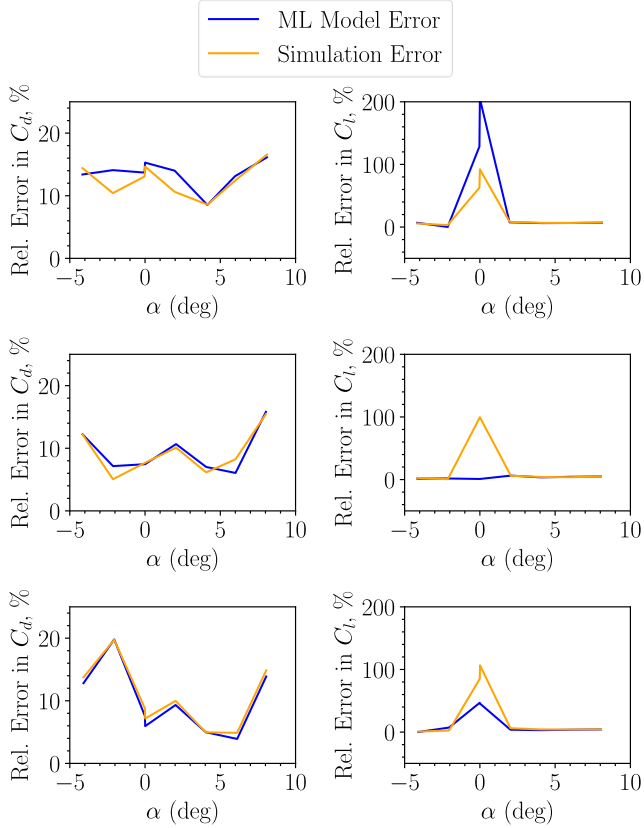 ML Model Error
Simulation Error
Rel. Error in C_d, %
20
10
0
−5 0 5 10
α (deg)
Rel. Error in C_l, %
200
100
0
−5 0 5 10
α (deg)
Rel. Error in C_d, %
20
10
0
−5 0 5 10
α (deg)
Rel. Error in C_l, %
200
100
0
−5 0 5 10
α (deg)
Rel. Error in C_d, %
20
10
0
−5 0 5 10
α (deg)
Rel. Error in C_l, %
200
100
0
−5 0 5 10
α (deg)